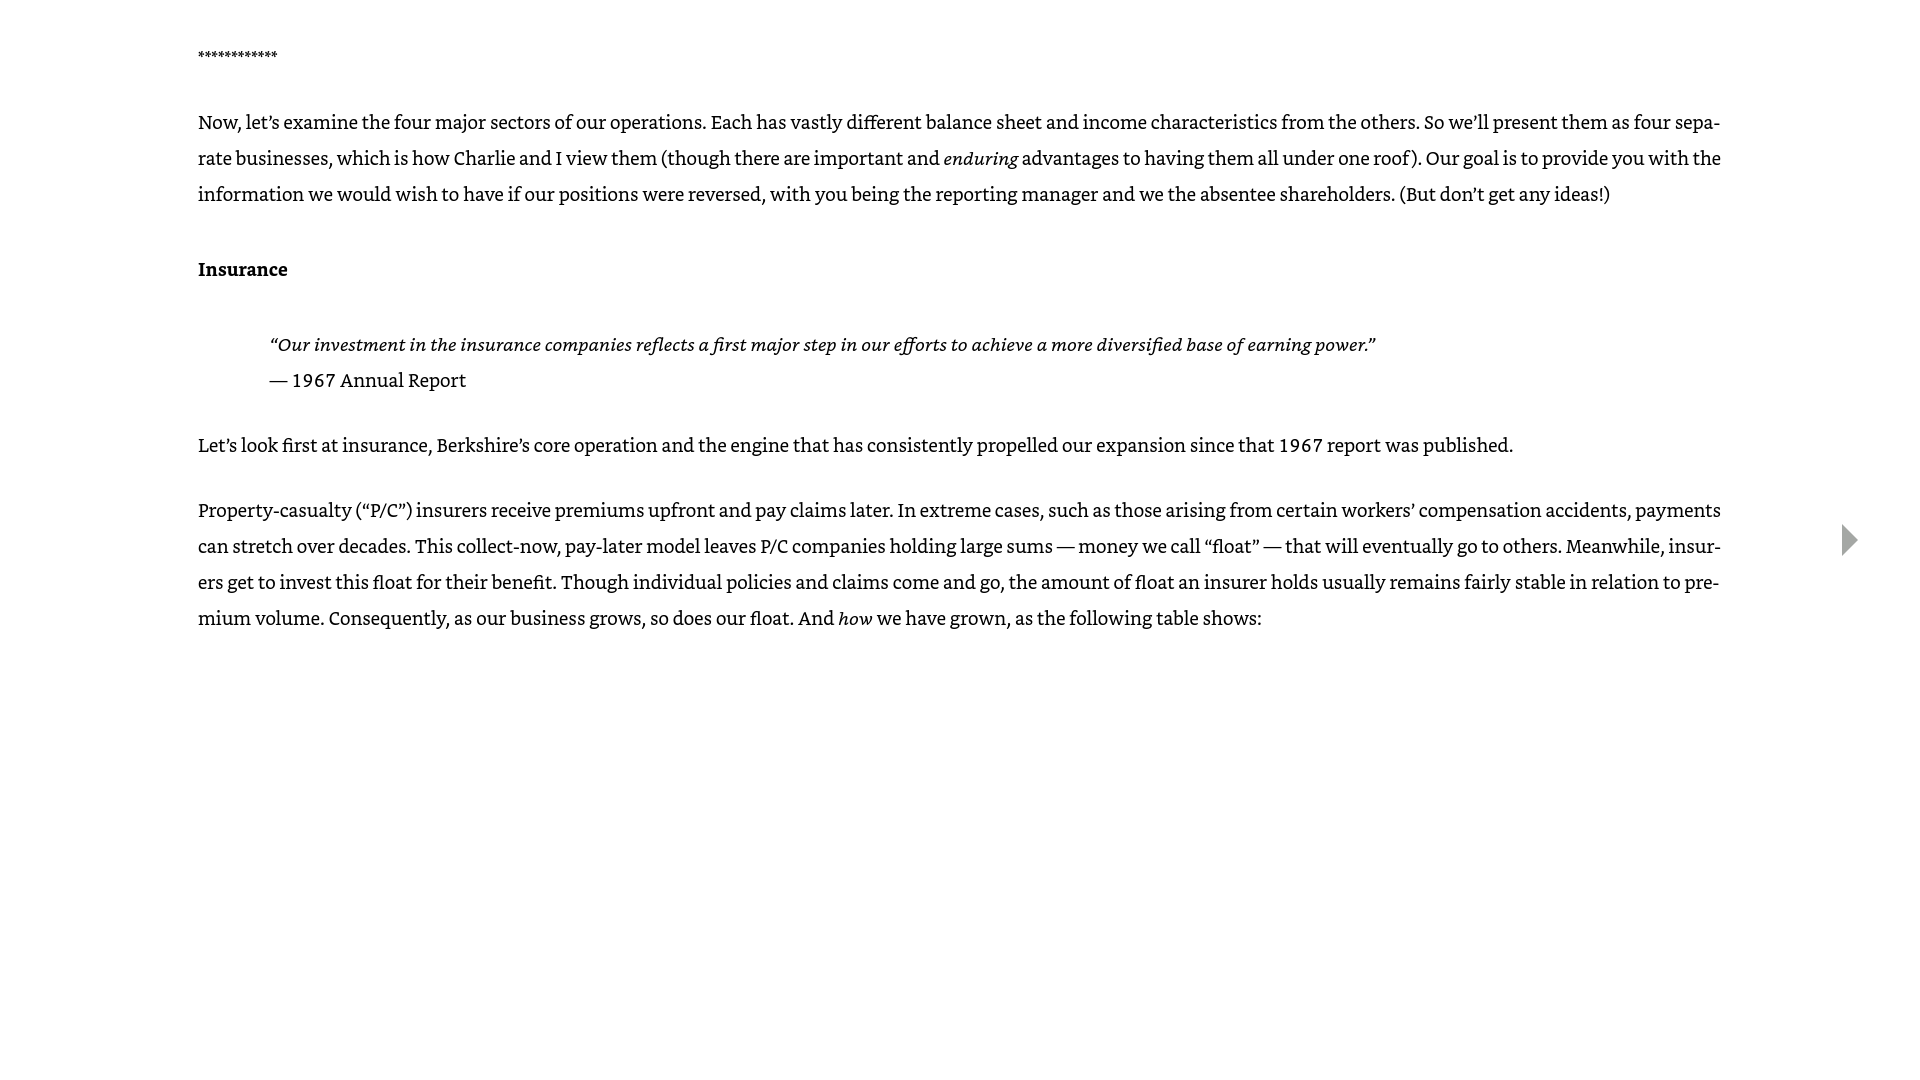 ************
Now, let’s examine the four major sectors of our operations. Each has vastly different balance sheet and income characteristics from the others. So we’ll present them as four sepa-
rate businesses, which is how Charlie and I view them (though there are important and enduring advantages to having them all under one roof). Our goal is to provide you with the
information we would wish to have if our positions were reversed, with you being the reporting manager and we the absentee shareholders. (But don’t get any ideas!)
Insurance
“Our investment in the insurance companies reflects a first major step in our efforts to achieve a more diversified base of earning power.”
— 1967 Annual Report
Let’s look first at insurance, Berkshire’s core operation and the engine that has consistently propelled our expansion since that 1967 report was published.
Property-casualty (“P/C”) insurers receive premiums upfront and pay claims later. In extreme cases, such as those arising from certain workers’ compensation accidents, payments
can stretch over decades. This collect-now, pay-later model leaves P/C companies holding large sums — money we call “float” — that will eventually go to others. Meanwhile, insur-
ers get to invest this float for their benefit. Though individual policies and claims come and go, the amount of float an insurer holds usually remains fairly stable in relation to pre-
mium volume. Consequently, as our business grows, so does our float. And how we have grown, as the following table shows: